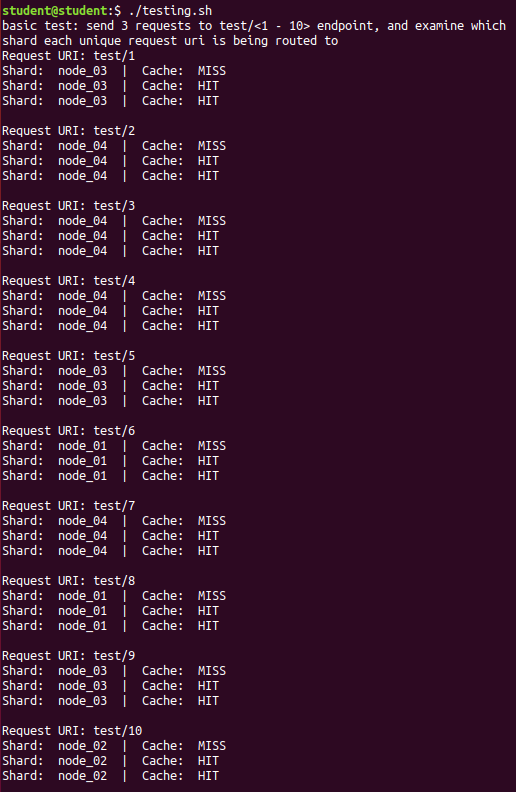 student@student:$ ./testing.sh
basic test: send 3 requests to test/<1 - 10> endpoint, and examine which
shard each unique request uri is being routed to
Request URI: test/1
Shard:  node_03  |  Cache:  MISS
Shard:  node_03  |  Cache:  HIT
Shard:  node_03  |  Cache:  HIT

Request URI: test/2
Shard:  node_04  |  Cache:  MISS
Shard:  node_04  |  Cache:  HIT
Shard:  node_04  |  Cache:  HIT

Request URI: test/3
Shard:  node_04  |  Cache:  MISS
Shard:  node_04  |  Cache:  HIT
Shard:  node_04  |  Cache:  HIT

Request URI: test/4
Shard:  node_04  |  Cache:  MISS
Shard:  node_04  |  Cache:  HIT
Shard:  node_04  |  Cache:  HIT

Request URI: test/5
Shard:  node_03  |  Cache:  MISS
Shard:  node_03  |  Cache:  HIT
Shard:  node_03  |  Cache:  HIT

Request URI: test/6
Shard:  node_01  |  Cache:  MISS
Shard:  node_01  |  Cache:  HIT
Shard:  node_01  |  Cache:  HIT

Request URI: test/7
Shard:  node_04  |  Cache:  MISS
Shard:  node_04  |  Cache:  HIT
Shard:  node_04  |  Cache:  HIT

Request URI: test/8
Shard:  node_01  |  Cache:  MISS
Shard:  node_01  |  Cache:  HIT
Shard:  node_01  |  Cache:  HIT

Request URI: test/9
Shard:  node_03  |  Cache:  MISS
Shard:  node_03  |  Cache:  HIT
Shard:  node_03  |  Cache:  HIT

Request URI: test/10
Shard:  node_02  |  Cache:  MISS
Shard:  node_02  |  Cache:  HIT
Shard:  node_02  |  Cache:  HIT